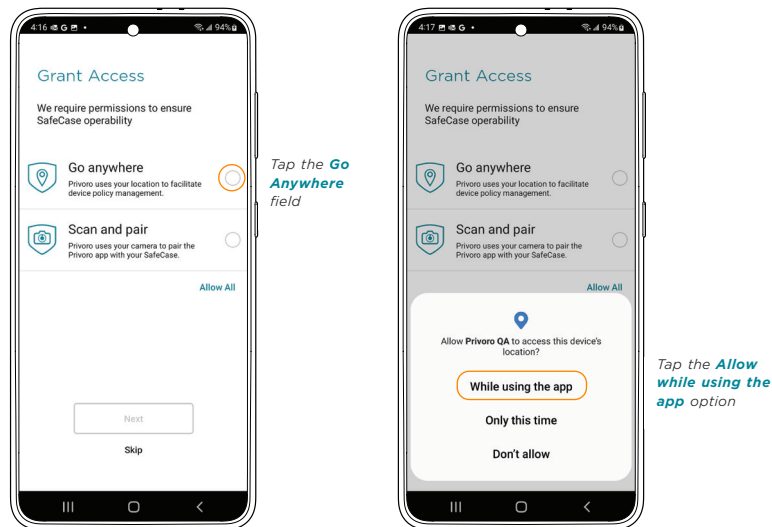 4:16 G
94%
Grant Access
We require permissions to ensure
SafeCase operability
Go anywhere
Privoro uses your location to facilitate
device policy management.
Scan and pair
Privoro uses your camera to pair the
Privoro app with your SafeCase.
Allow All
Next
Skip
Tap the Go
Anywhere
field
4:17 G
94%
Grant Access
We require permissions to ensure
SafeCase operability
Go anywhere
Privoro uses your location to facilitate
device policy management.
Scan and pair
Privoro uses your camera to pair the
Privoro app with your SafeCase.
Allow All
Allow Privoro QA to access this device's
location?
While using the app
Only this time
Don't allow
Tap the Allow
while using the
app option